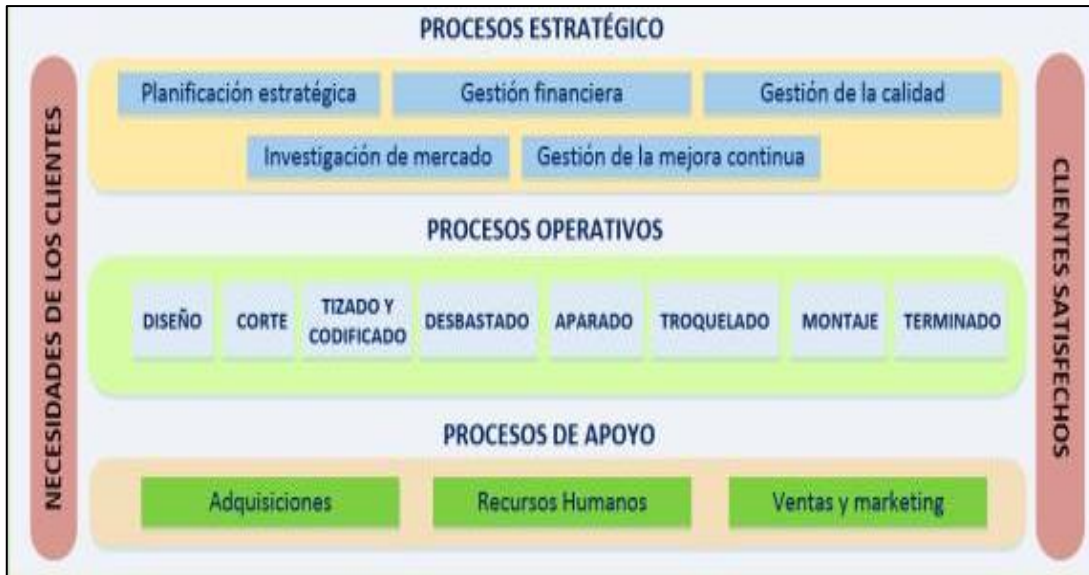 PROCESOS ESTRATÉGICO
NECESIDADES DE LOS CLIENTES
Planificación estratégica
Gestión financiera
Gestión de la calidad
Investigación de mercado
Gestión de la mejora continua
PROCESOS OPERATIVOS
DISEÑO
CORTE
TIZADO Y
CODIFICADO
DESBASTADO
APARADO
TROQUELADO
MONTAJE
TERMINADO
PROCESOS DE APOYO
Adquisiciones
Recursos Humanos
Ventas y marketing
CLIENTES SATISFECHOS